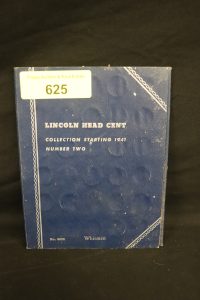 625
LINCOLN HEAD CENT
COLLECTION STARTING 1941
NUMBER TWO
Whitman